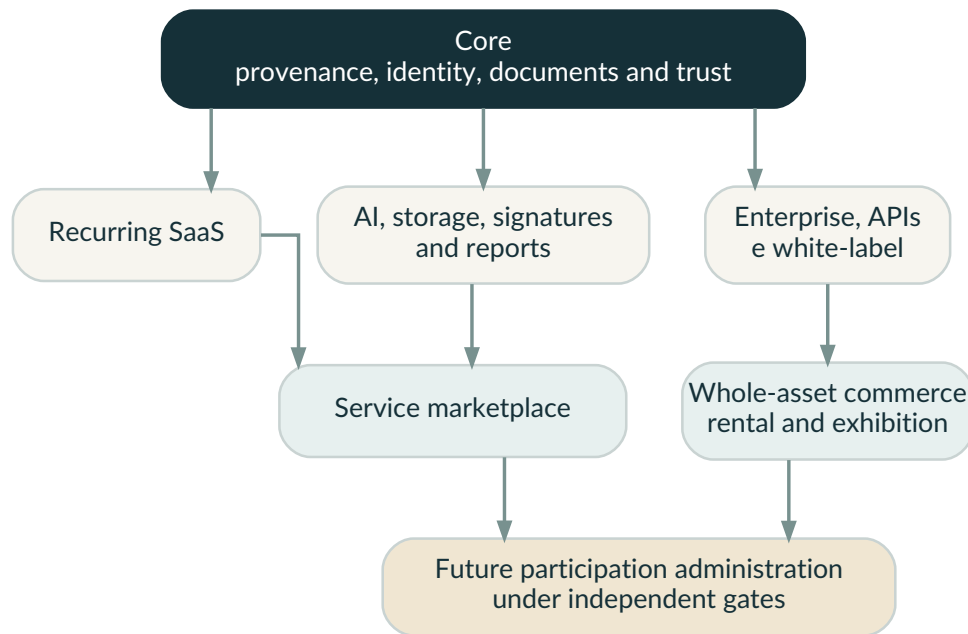 Core
provenance, identity, documents and trust
Recurring SaaS
AI, storage, signatures
and reports
Enterprise, APIs
e white-label
Service marketplace
Whole-asset commerce
rental and exhibition
Future participation administration
under independent gates